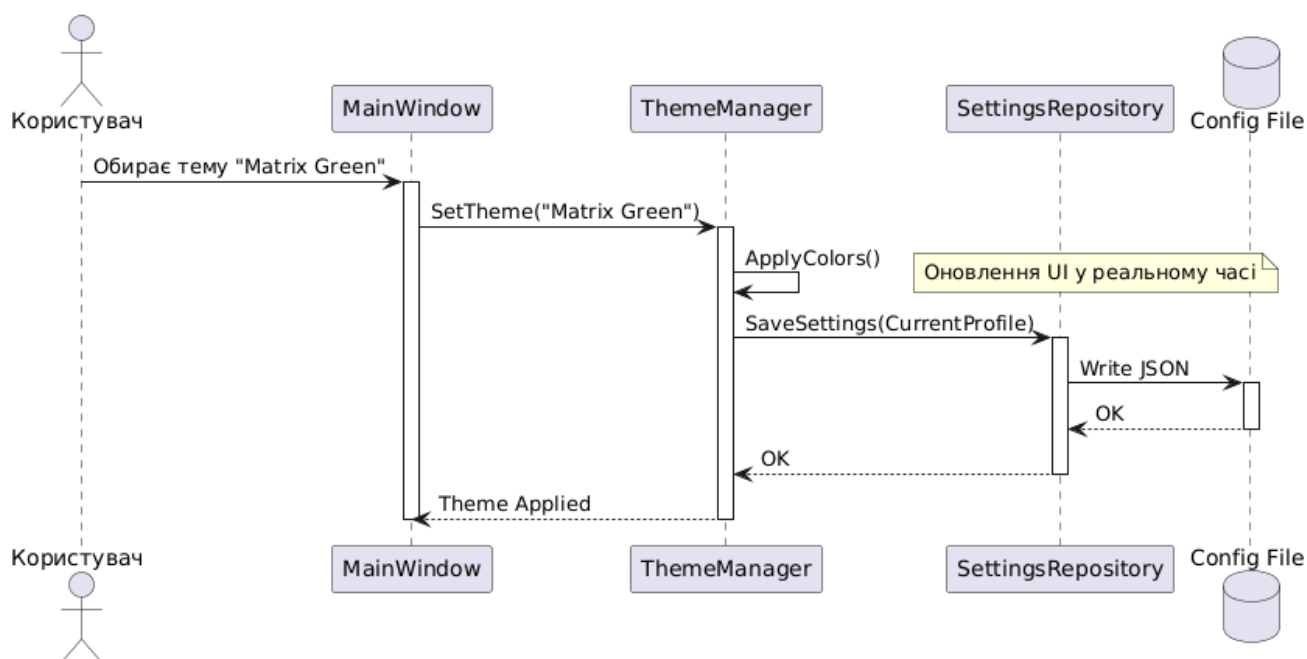 Користувач
MainWindow
ThemeManager
SettingsRepository
Config File
Обирає тему "Matrix Green"
SetTheme("Matrix Green")
ApplyColors()
Оновлення UI у реальному часі
SaveSettings(CurrentProfile)
Write JSON
OK
OK
Theme Applied
Користувач
MainWindow
ThemeManager
SettingsRepository
Config File